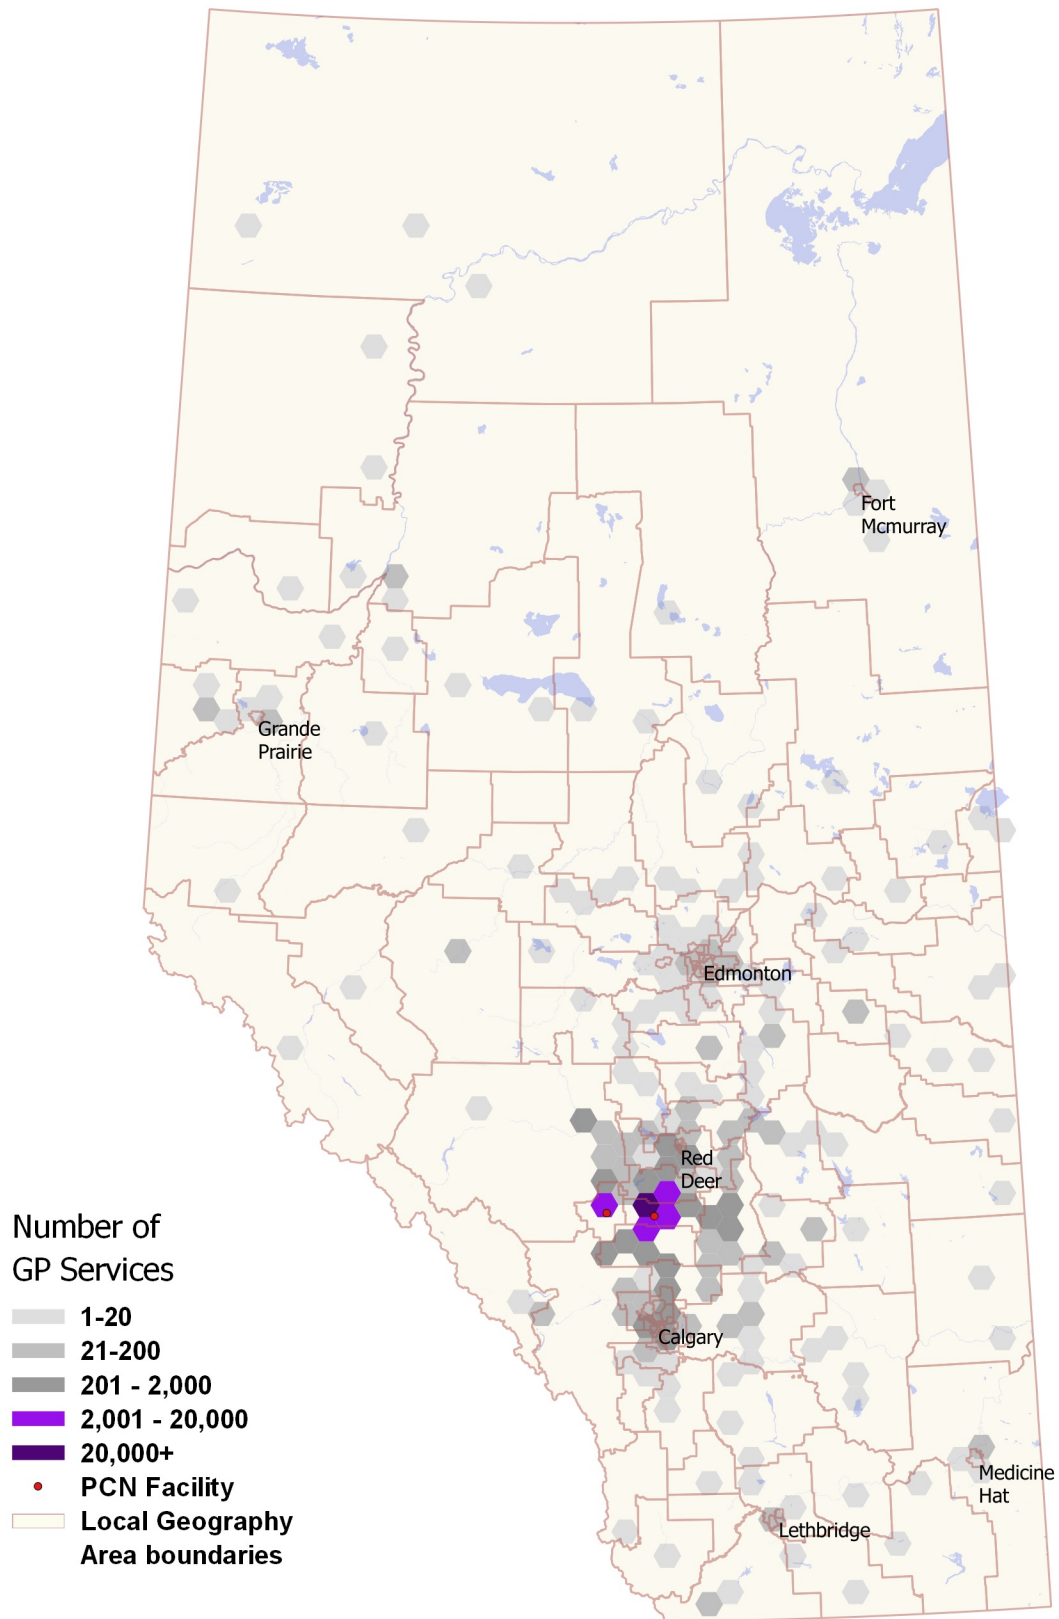 Fort
Mcmurray
Grande
Prairie
Edmonton
Red
Deer
Number of
GP Services
1-20
21-200
201 - 2,000
2,001 - 20,000
20,000+
PCN Facility
Local Geography
Area boundaries
Calgary
Medicine
Hat
Lethbridge